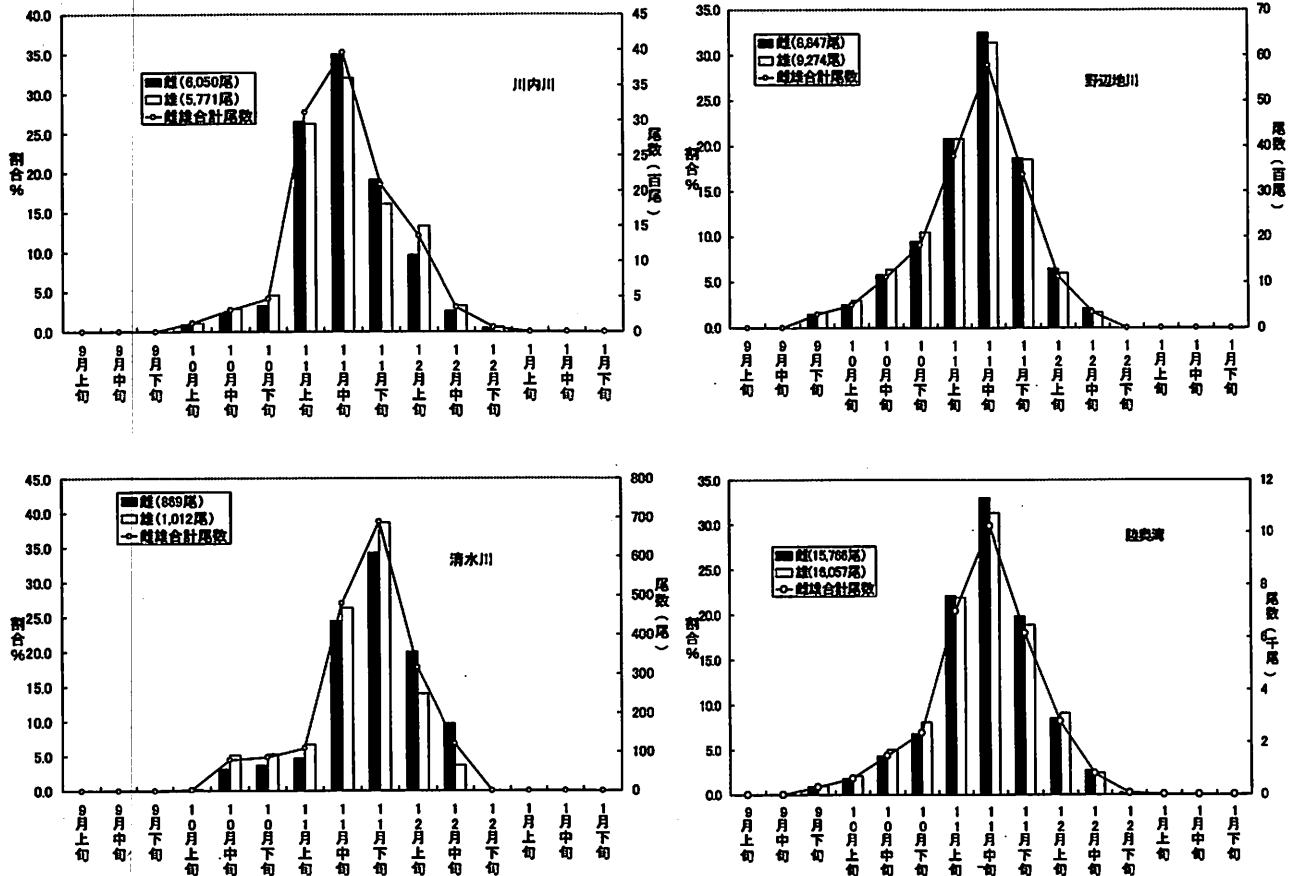 40.0
35.0
30.0
25.0
20.0
15.0
10.0
5.0
0.0
割合%
45
40
35
30
25
20
15
10
5
0
尾数(百尾)
雌(6,050尾)
雄(5,771尾)
雌雄合計尾数
川内川
9月上旬
9月中旬
9月下旬
10月上旬
10月中旬
10月下旬
11月上旬
11月中旬
11月下旬
12月上旬
12月中旬
12月下旬
1月上旬
1月中旬
1月下旬
35.0
30.0
25.0
20.0
15.0
10.0
5.0
0.0
割合%
70
60
50
40
30
20
10
0
尾数(百尾)
雌(8,847尾)
雄(9,274尾)
雌雄合計尾数
野辺地川
9月上旬
9月中旬
9月下旬
10月上旬
10月中旬
10月下旬
11月上旬
11月中旬
11月下旬
12月上旬
12月中旬
12月下旬
1月上旬
1月中旬
1月下旬
45.0
40.0
35.0
30.0
25.0
20.0
15.0
10.0
5.0
0.0
割合%
800
700
600
500
400
300
200
100
0
尾数(尾)
雌(869尾)
雄(1,012尾)
雌雄合計尾数
清水川
9月上旬
9月中旬
9月下旬
10月上旬
10月中旬
10月下旬
11月上旬
11月中旬
11月下旬
12月上旬
12月中旬
12月下旬
1月上旬
1月中旬
1月下旬
35.0
30.0
25.0
20.0
15.0
10.0
5.0
0.0
割合%
12
10
8
6
4
2
0
尾数(千尾)
雌(15,766尾)
雄(16,057尾)
雌雄合計尾数
陸奥湾
9月上旬
9月中旬
9月下旬
10月上旬
10月中旬
10月下旬
11月上旬
11月中旬
11月下旬
12月上旬
12月中旬
12月下旬
1月上旬
1月中旬
1月下旬